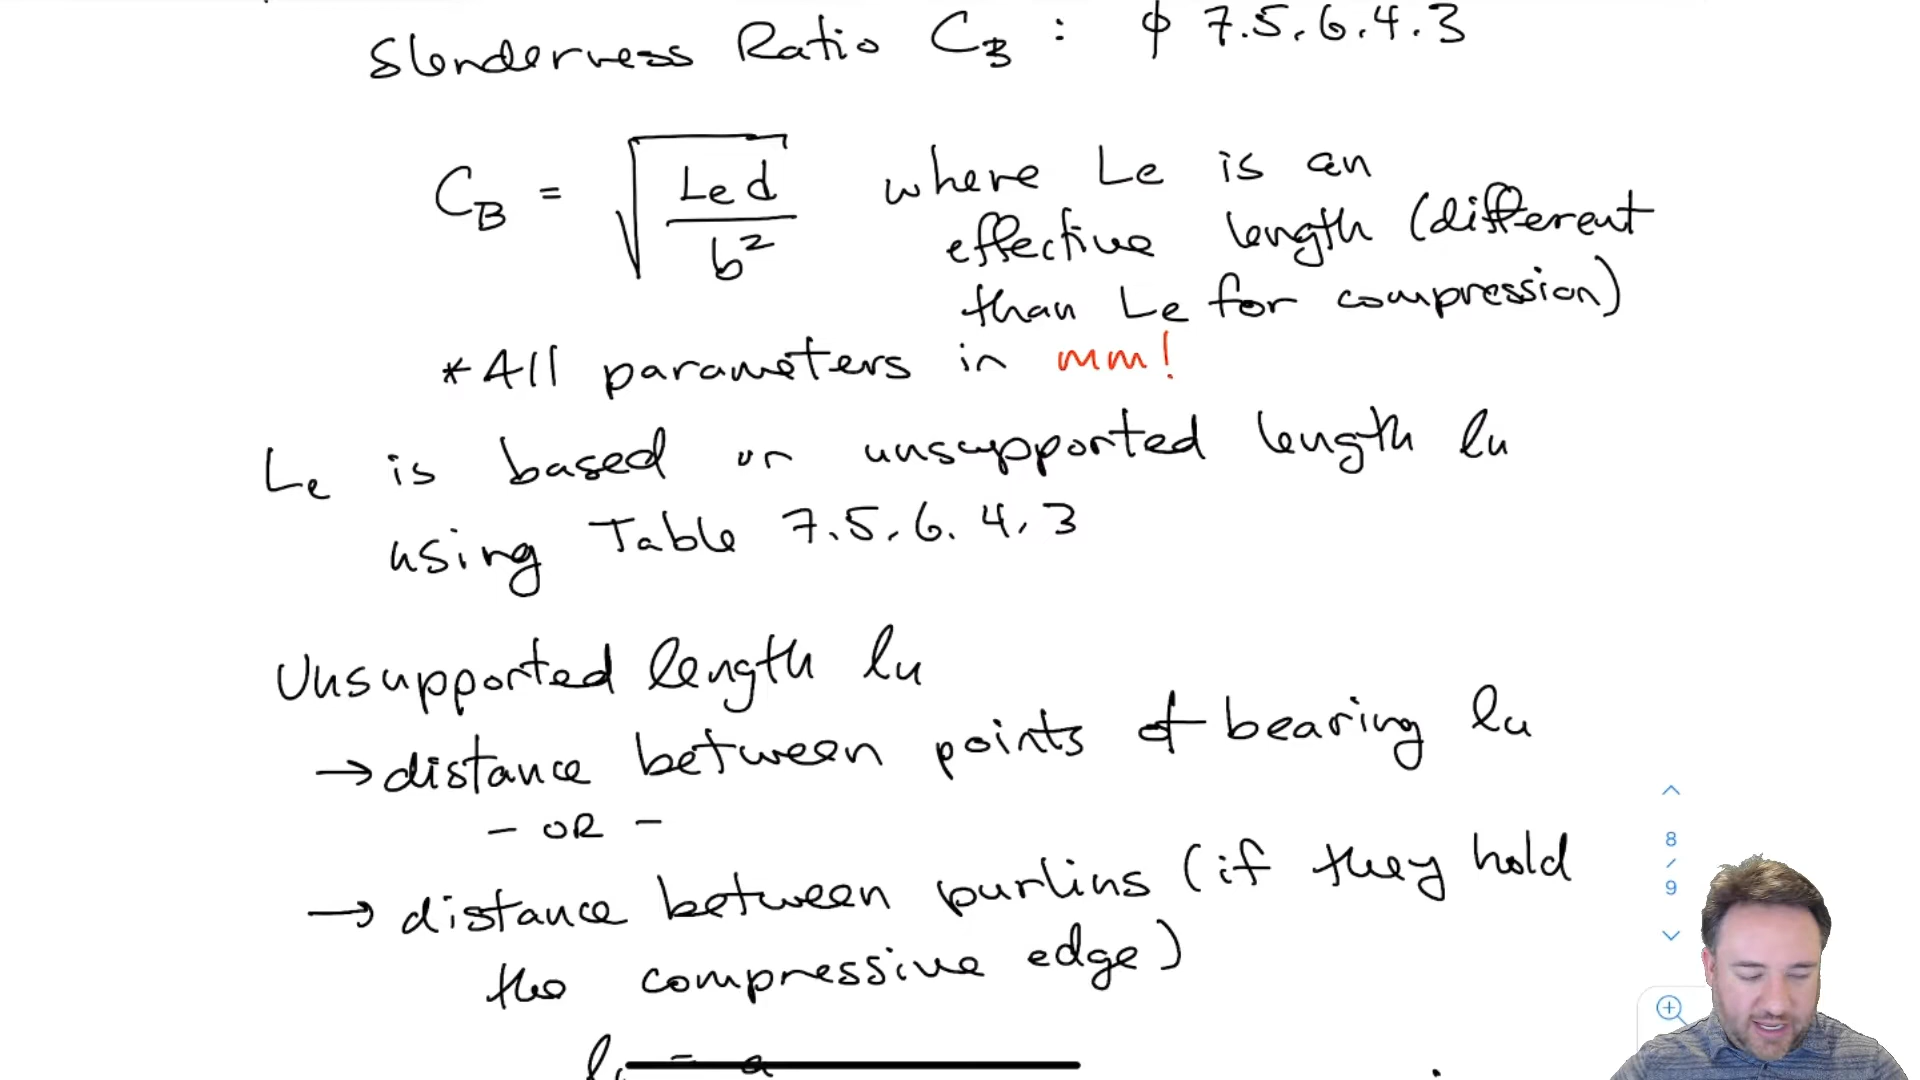 Slenderness Ratio C_B : ф 7.5.6.4.3
C_B = √(Le d / b²) where Le is an
effective length (different
than Le for compression)
* All parameters in mm!
Le is based on unsupported length lu
using Table 7.5.6.4.3
Unsupported length lu
→ distance between points of bearing lu
- OR -
→ distance between purlins (if they hold
the compressive edge)
8
/
9